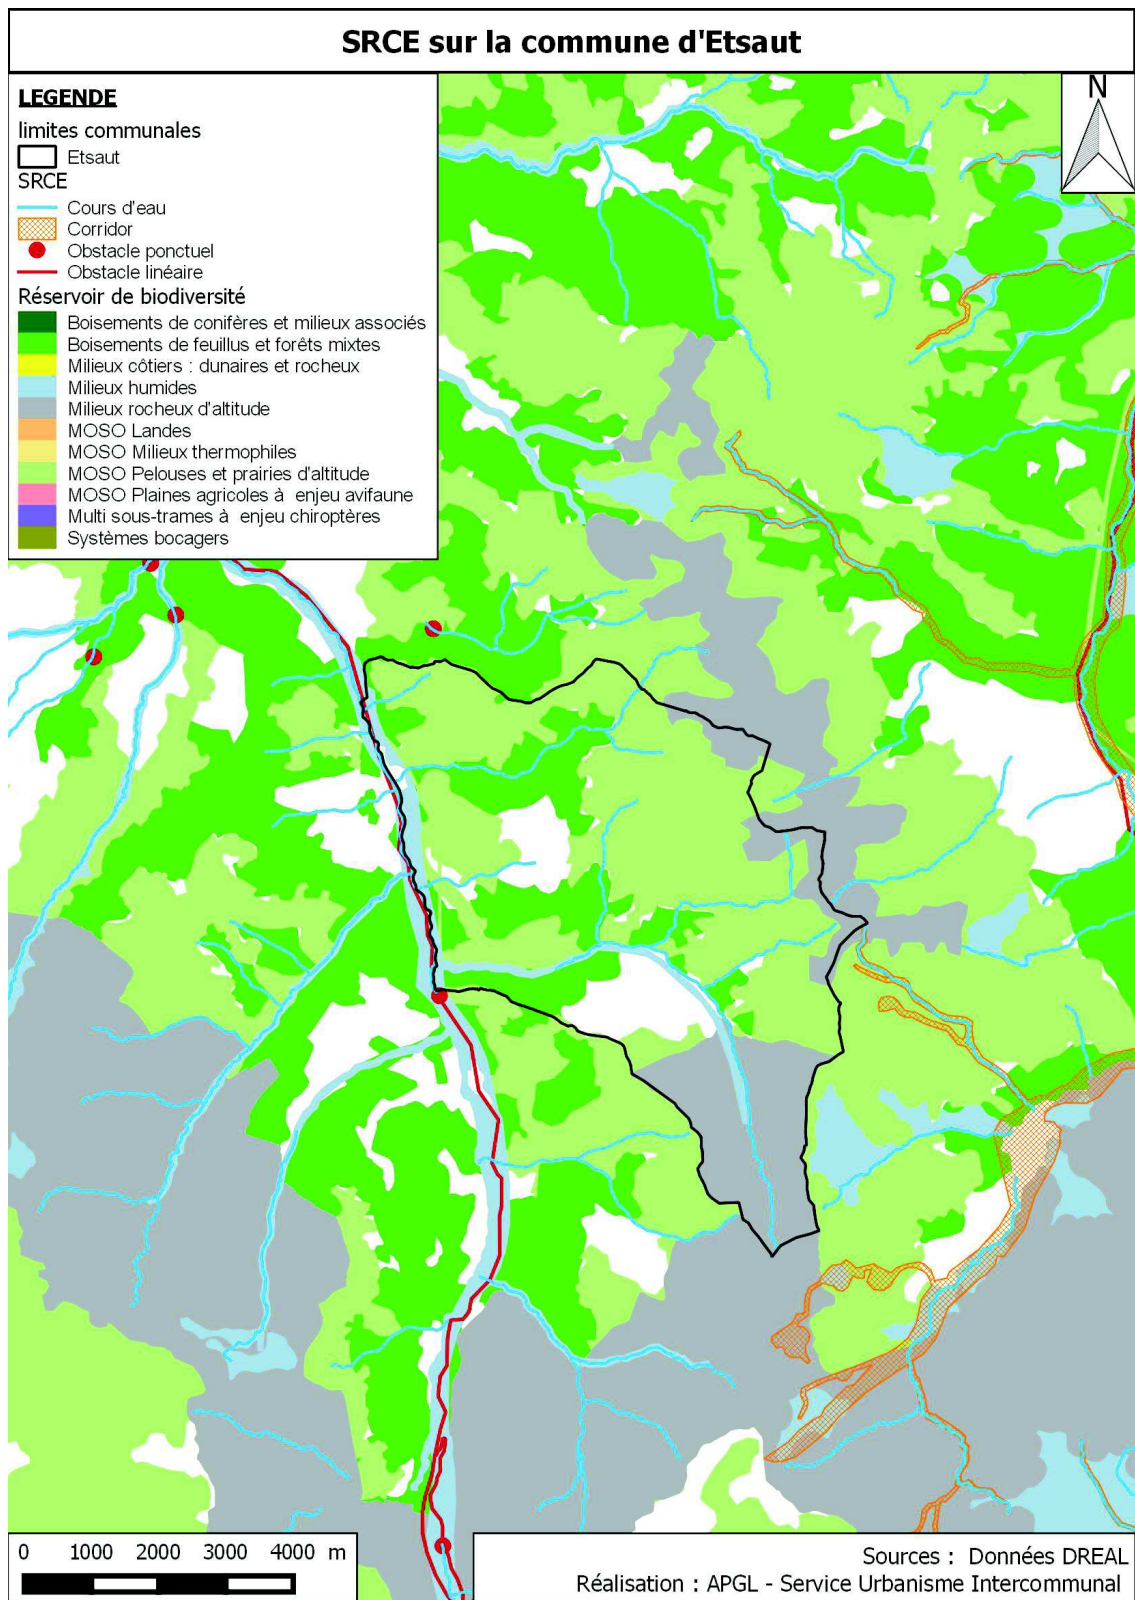 SRCE sur la commune d'Etsaut
LEGENDE
limites communales
Etsaut
SRCE
Cours d'eau
Corridor
Obstacle ponctuel
Obstacle linéaire
Réservoir de biodiversité
Boisements de conifères et milieux associés
Boisements de feuillus et forêts mixtes
Milieux côtiers : dunaires et rocheux
Milieux humides
Milieux rocheux d'altitude
MOSO Landes
MOSO Milieux thermophiles
MOSO Pelouses et prairies d'altitude
MOSO Plaines agricoles à enjeu avifaune
Multi sous-trames à enjeu chiroptères
Systèmes bocagers
N
0 1000 2000 3000 4000 m
Sources : Données DREAL
Réalisation : APGL - Service Urbanisme Intercommunal